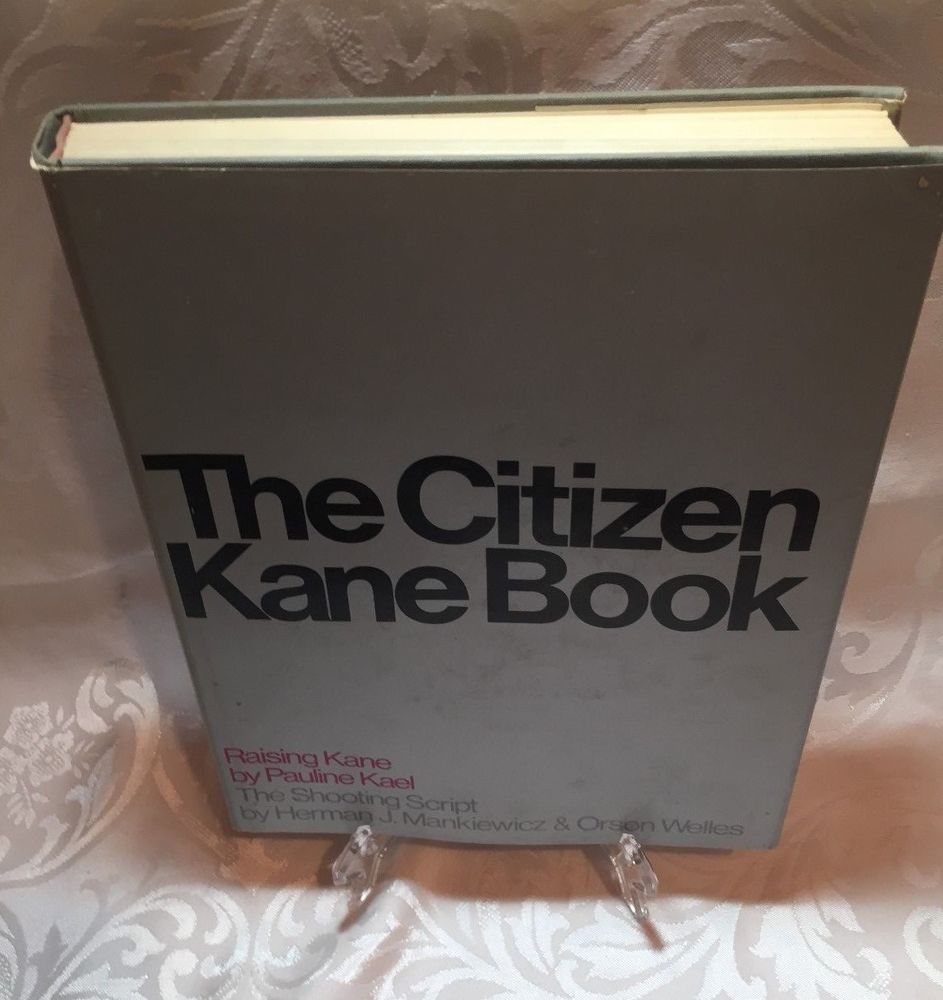 The Citizen
Kane Book
Raising Kane
by Pauline Kael
The Shooting Script
by Herman J. Mankiewicz & Orson Welles